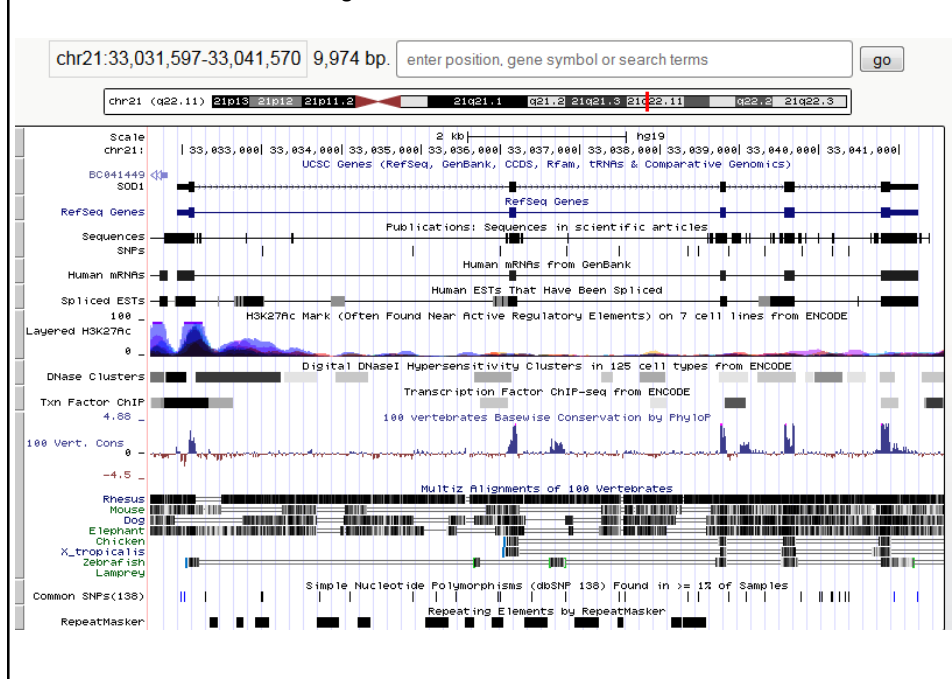 chr21:33,031,597-33,041,570 9,974 bp. enter position, gene symbol or search terms go
chr21 (q22.11) 21p13 21p12 21p11.2 21q21.1 q21.2 21q21.3 21q22.11 q22.2 21q22.3
Scale 2 kb hg19
chr21: | 33,033,000| 33,034,000| 33,035,000| 33,036,000| 33,037,000| 33,038,000| 33,039,000| 33,040,000| 33,041,000|
UCSC Genes (RefSeq, GenBank, CCDS, Rfam, tRNAs & Comparative Genomics)
BC041449
SOD1
RefSeq Genes
RefSeq Genes
Publications: Sequences in scientific articles
Sequences
SNPs
Human mRNAs from GenBank
Human mRNAs
Human ESTs That Have Been Spliced
Spliced ESTs
100 _ H3K27Ac Mark (Often Found Near Active Regulatory Elements) on 7 cell lines from ENCODE
Layered H3K27Ac
0 _
Digital DNaseI Hypersensitivity Clusters in 125 cell types from ENCODE
DNase Clusters
Transcription Factor ChIP-seq from ENCODE
Txn Factor ChIP
4.88 _ 100 vertebrates Basewise Conservation by PhyloP
100 Vert. Cons
0 -
-4.5 _
Multiz Alignments of 100 Vertebrates
Rhesus
Mouse
Dog
Elephant
Chicken
X_tropicalis
Zebrafish
Lamprey
Simple Nucleotide Polymorphisms (dbSNP 138) Found in >= 1% of Samples
Common SNPs(138)
Repeating Elements by RepeatMasker
RepeatMasker